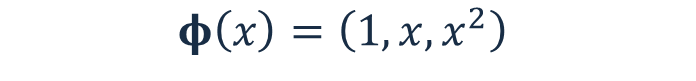 ϕ(x) = (1, x, x²)